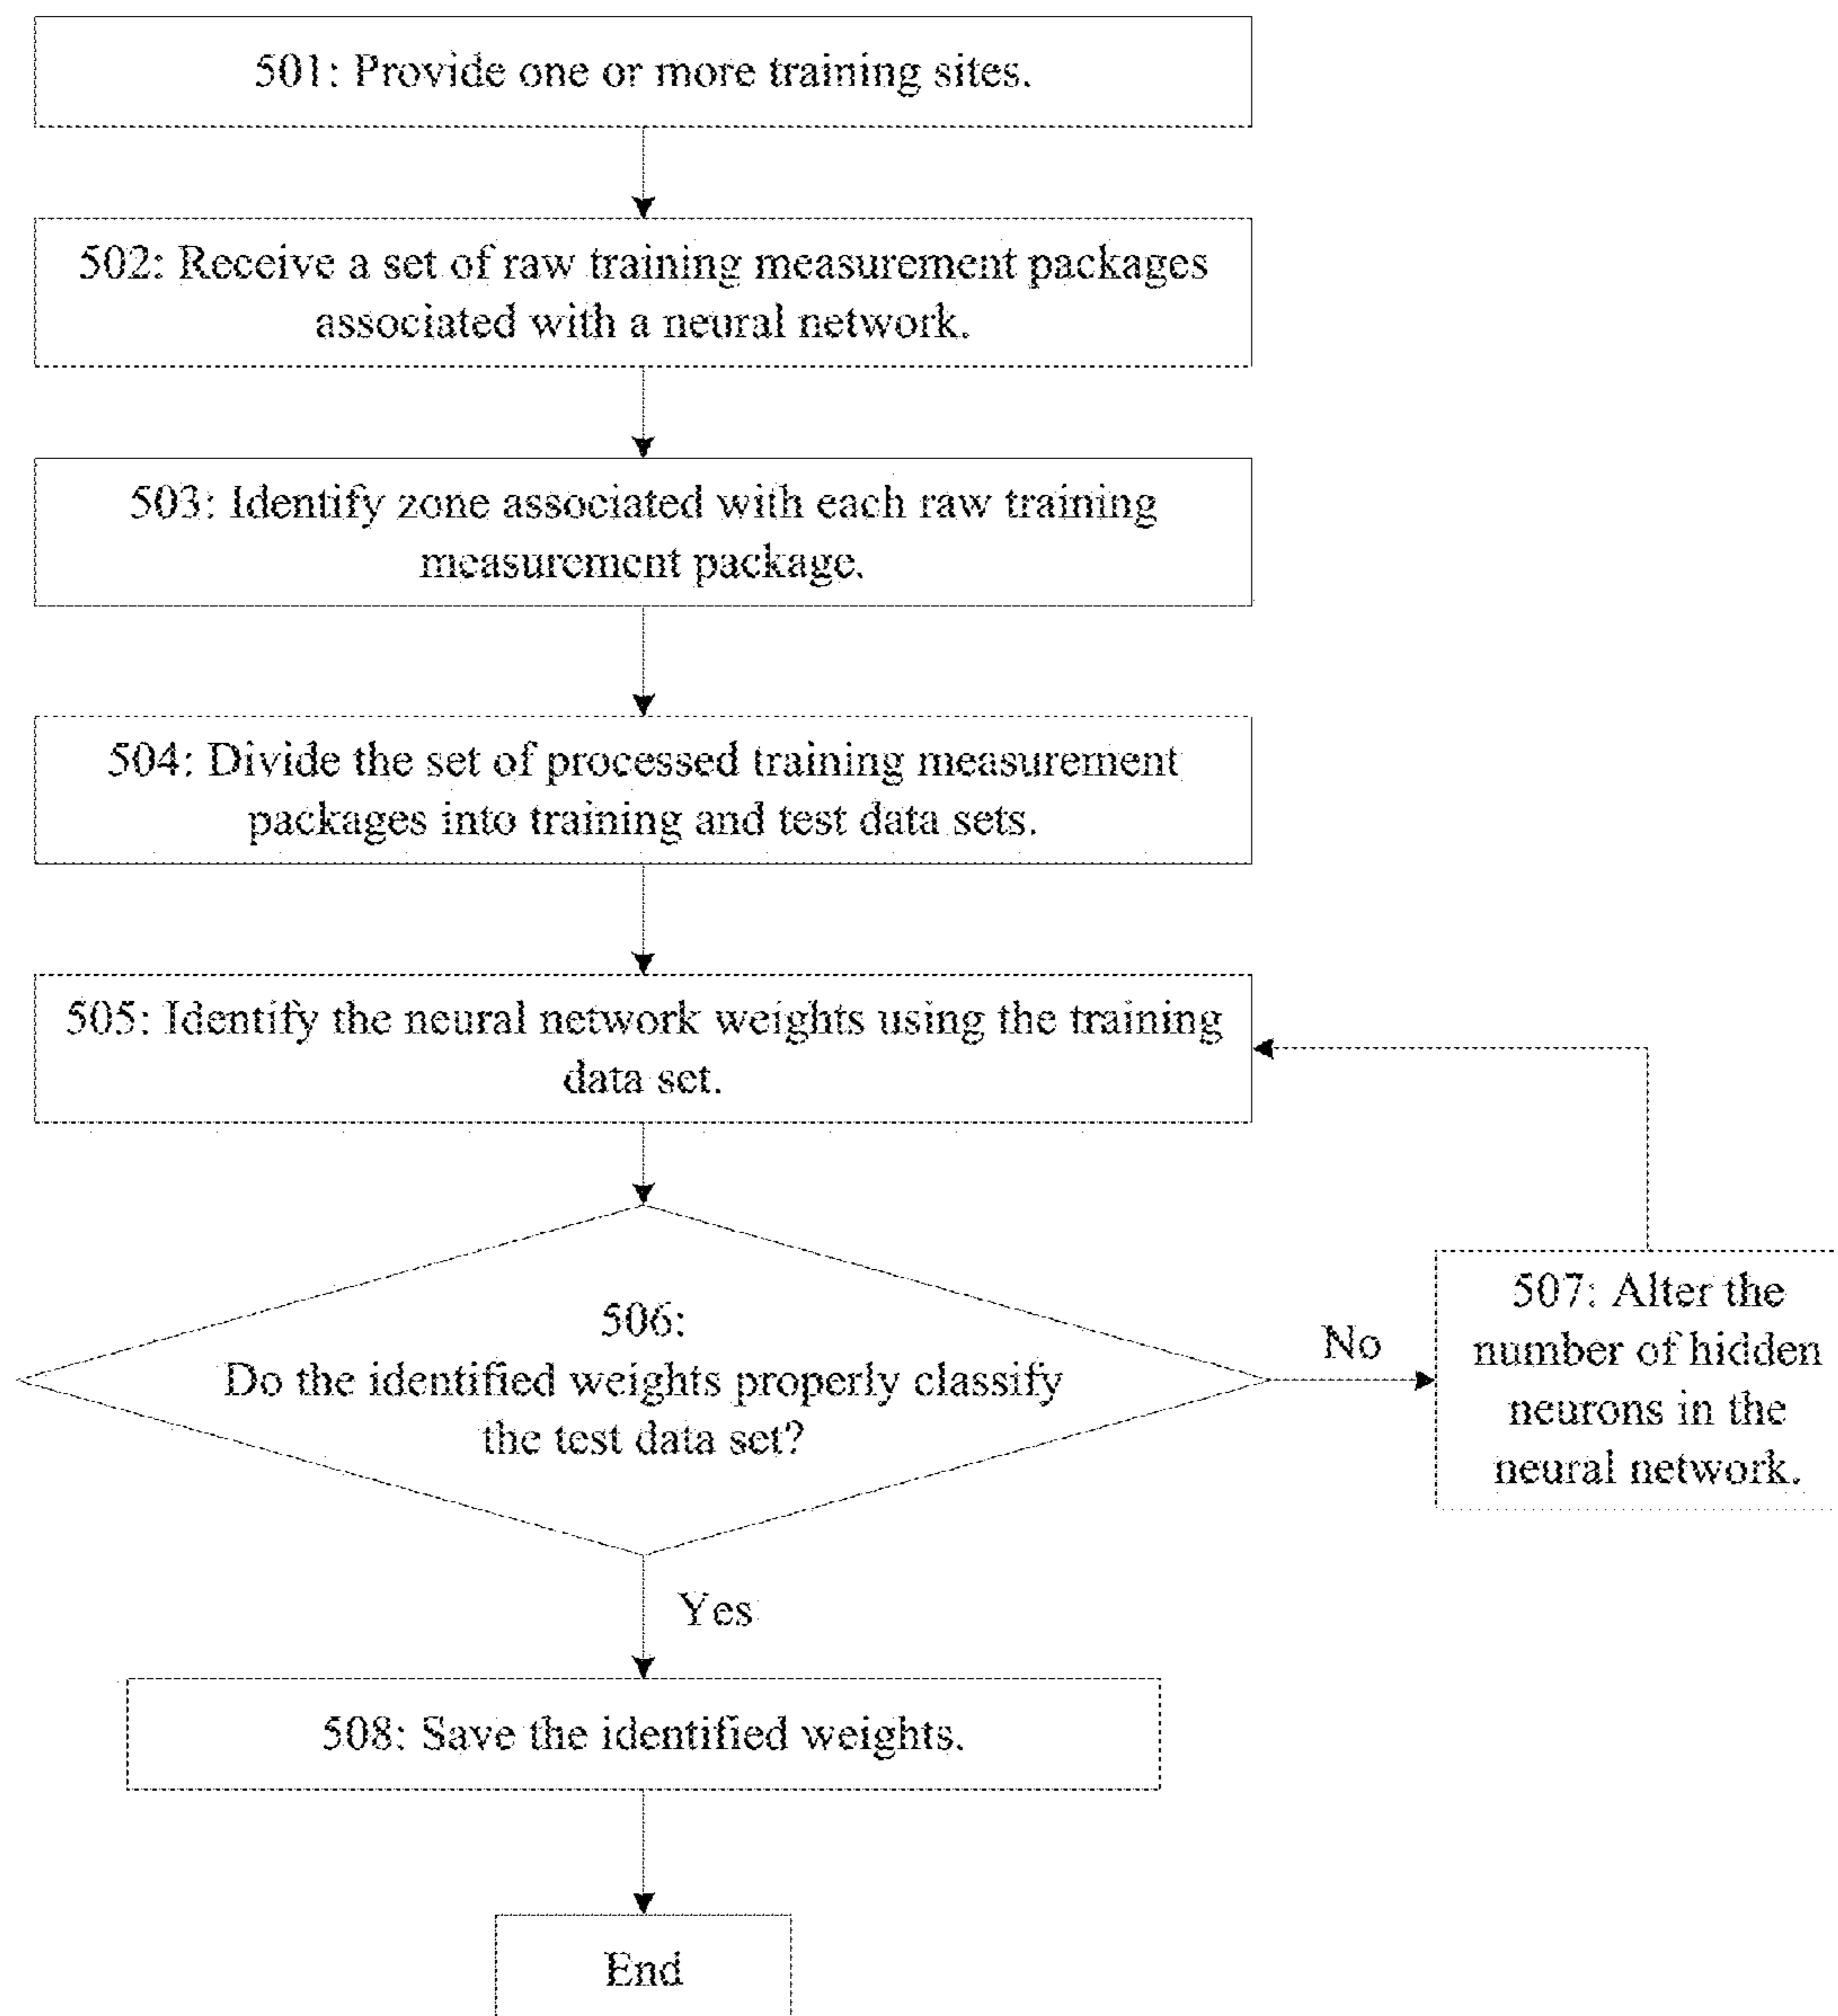 501: Provide one or more training sites.
502: Receive a set of raw training measurement packages
associated with a neural network.
503: Identify zone associated with each raw training
measurement package.
504: Divide the set of processed training measurement
packages into training and test data sets.
505: Identify the neural network weights using the training
data set.
506:
Do the identified weights properly classify
the test data set?
No
507: Alter the
number of hidden
neurons in the
neural network.
Yes
508: Save the identified weights.
End